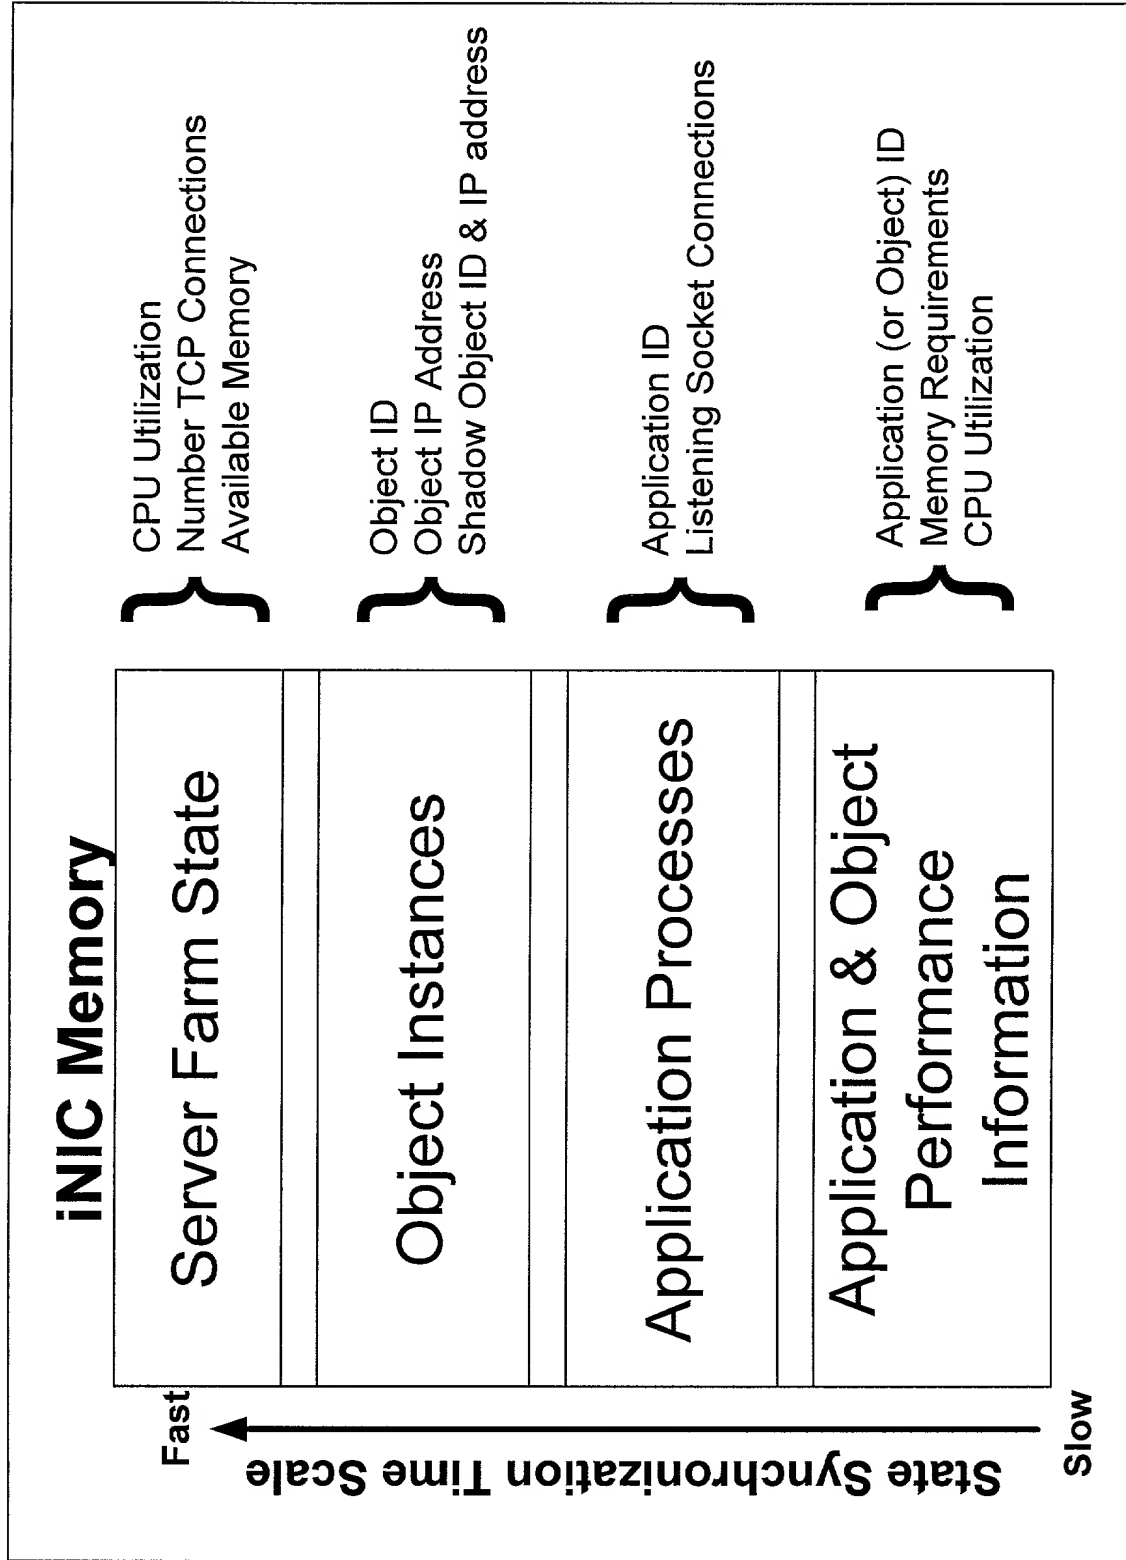 iNIC Memory
Fast
State Synchronization Time Scale
Slow
Server Farm State
CPU Utilization
Number TCP Connections
Available Memory
Object Instances
Object ID
Object IP Address
Shadow Object ID & IP address
Application Processes
Application ID
Listening Socket Connections
Application & Object
Performance
Information
Application (or Object) ID
Memory Requirements
CPU Utilization